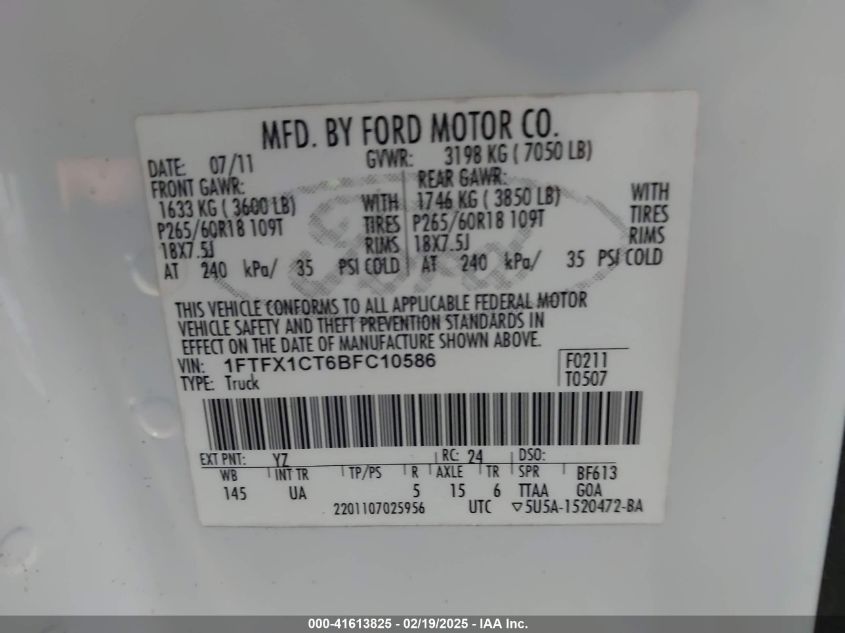 MFD. BY FORD MOTOR CO.
DATE: 07/11 GVWR: 3198 KG ( 7050 LB)
FRONT GAWR: REAR GAWR:
1633 KG ( 3600 LB) WITH 1746 KG ( 3850 LB) WITH
P265/60R18 109T TIRES P265/60R18 109T TIRES
18X7.5J RIMS 18X7.5J RIMS
AT 240 kPa/ 35 PSI COLD AT 240 kPa/ 35 PSI COLD
THIS VEHICLE CONFORMS TO ALL APPLICABLE FEDERAL MOTOR
VEHICLE SAFETY AND THEFT PREVENTION STANDARDS IN
EFFECT ON THE DATE OF MANUFACTURE SHOWN ABOVE.
VIN: 1FTFX1CT6BFC10586 F0211
TYPE: Truck T0507
EXT PNT: YZ RC: 24 DSO:
WB INT TR TP/PS R AXLE TR SPR BF613
145 UA 5 15 6 TTAA GOA
2201107025956 UTC ▽5U5A-1520472-BA
000-41613825 - 02/19/2025 - IAA Inc.